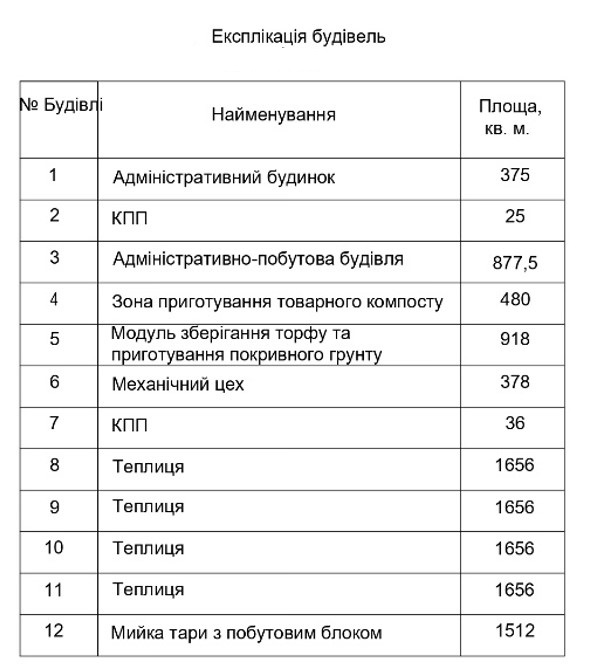 Експлікація будівель
№ Будівлі Найменування Площа,
кв. м.
1 Адміністративний будинок 375
2 КПП 25
3 Адміністративно-побутова будівля 877,5
4 Зона приготування товарного компосту 480
5 Модуль зберігання торфу та 918
приготування покривного грунту
6 Механічний цех 378
7 КПП 36
8 Теплиця 1656
9 Теплиця 1656
10 Теплиця 1656
11 Теплиця 1656
12 Мийка тари з побутовим блоком 1512